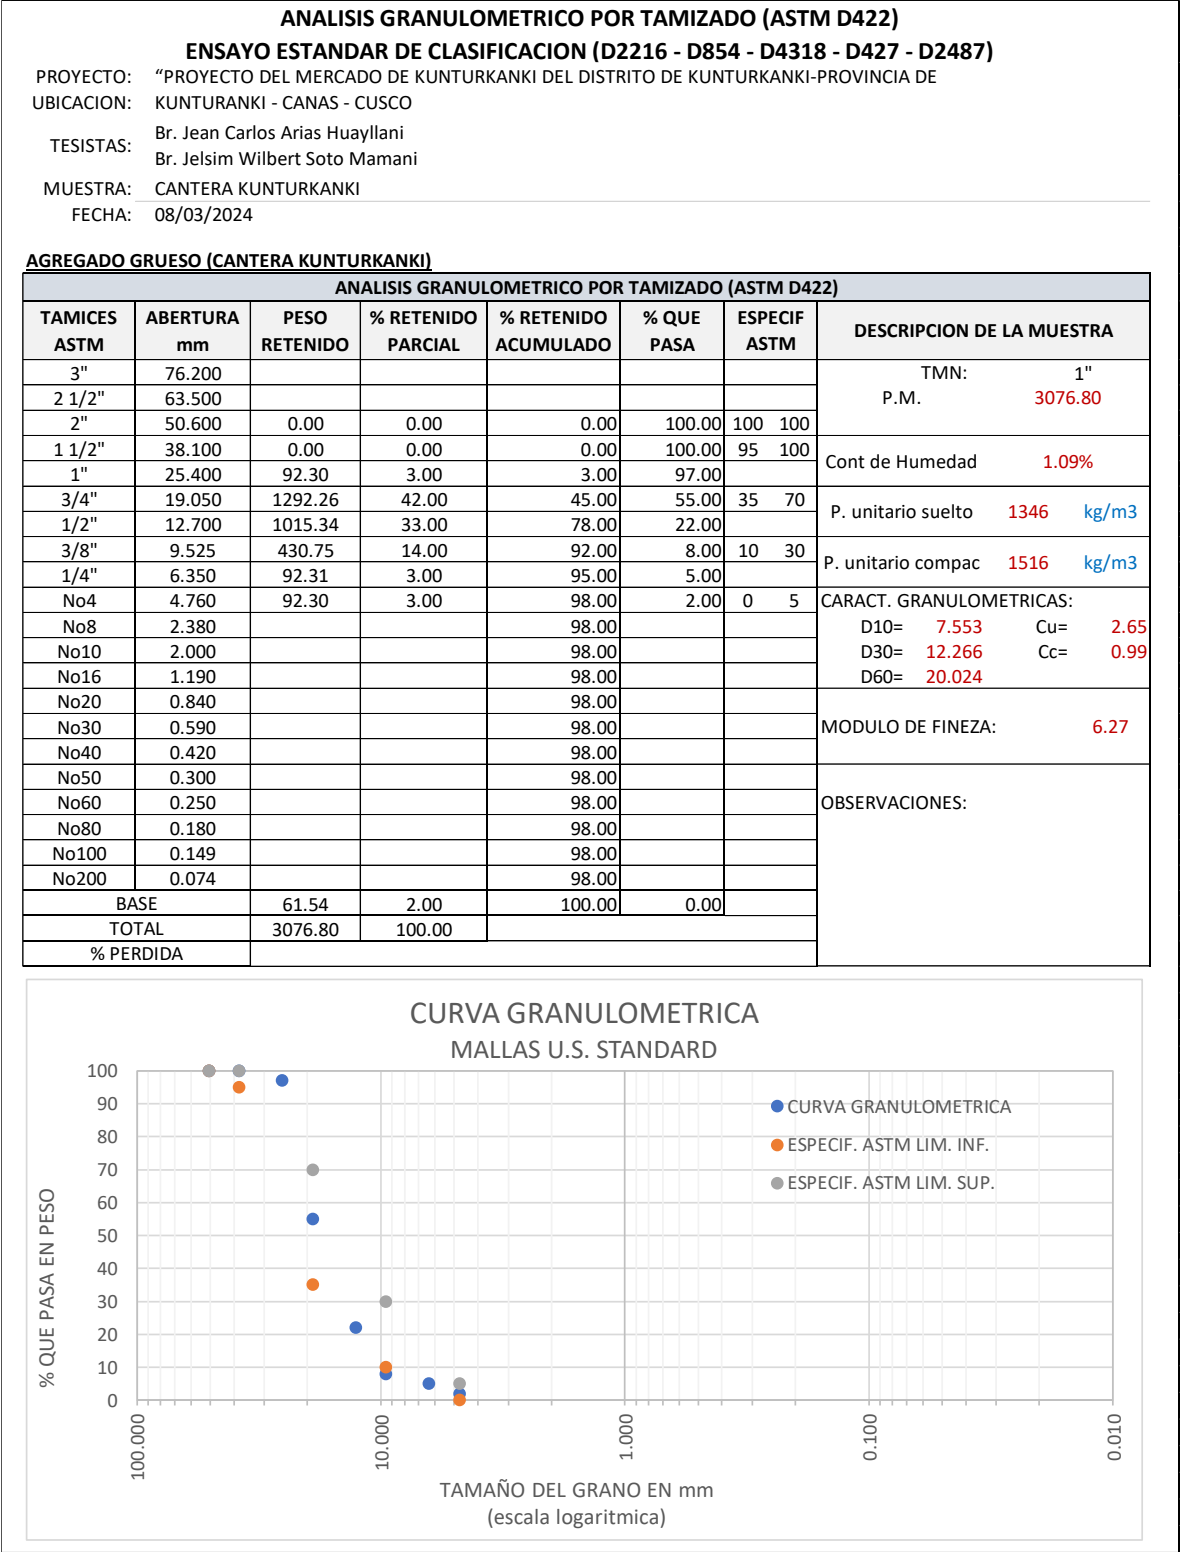 ANALISIS GRANULOMETRICO POR TAMIZADO (ASTM D422)
ENSAYO ESTANDAR DE CLASIFICACION (D2216 - D854 - D4318 - D427 - D2487)
PROYECTO: “PROYECTO DEL MERCADO DE KUNTURKANKI DEL DISTRITO DE KUNTURKANKI-PROVINCIA DE
UBICACION: KUNTURANKI - CANAS - CUSCO
TESISTAS: Br. Jean Carlos Arias Huayllani
Br. Jelsim Wilbert Soto Mamani
MUESTRA: CANTERA KUNTURKANKI
FECHA: 08/03/2024
AGREGADO GRUESO (CANTERA KUNTURKANKI)
ANALISIS GRANULOMETRICO POR TAMIZADO (ASTM D422)
TAMICES ASTM ABERTURA mm PESO RETENIDO % RETENIDO PARCIAL % RETENIDO ACUMULADO % QUE PASA ESPECIF ASTM DESCRIPCION DE LA MUESTRA
3" 76.200 TMN: 1"
2 1/2" 63.500 P.M. 3076.80
2" 50.600 0.00 0.00 0.00 100.00 100 100
1 1/2" 38.100 0.00 0.00 0.00 100.00 95 100
Cont de Humedad 1.09%
1" 25.400 92.30 3.00 3.00 97.00
3/4" 19.050 1292.26 42.00 45.00 55.00 35 70
P. unitario suelto 1346 kg/m3
1/2" 12.700 1015.34 33.00 78.00 22.00
3/8" 9.525 430.75 14.00 92.00 8.00 10 30
P. unitario compac 1516 kg/m3
1/4" 6.350 92.31 3.00 95.00 5.00
No4 4.760 92.30 3.00 98.00 2.00 0 5 CARACT. GRANULOMETRICAS:
No8 2.380 98.00 D10= 7.553 Cu= 2.65
No10 2.000 98.00 D30= 12.266 Cc= 0.99
No16 1.190 98.00 D60= 20.024
No20 0.840 98.00
No30 0.590 98.00 MODULO DE FINEZA: 6.27
No40 0.420 98.00
No50 0.300 98.00
No60 0.250 98.00 OBSERVACIONES:
No80 0.180 98.00
No100 0.149 98.00
No200 0.074 98.00
BASE 61.54 2.00 100.00 0.00
TOTAL 3076.80 100.00
% PERDIDA
CURVA GRANULOMETRICA
MALLAS U.S. STANDARD
% QUE PASA EN PESO
100
90
80
70
60
50
40
30
20
10
0
CURVA GRANULOMETRICA
ESPECIF. ASTM LIM. INF.
ESPECIF. ASTM LIM. SUP.
100.000 10.000 1.000 0.100 0.010
TAMAÑO DEL GRANO EN mm
(escala logaritmica)